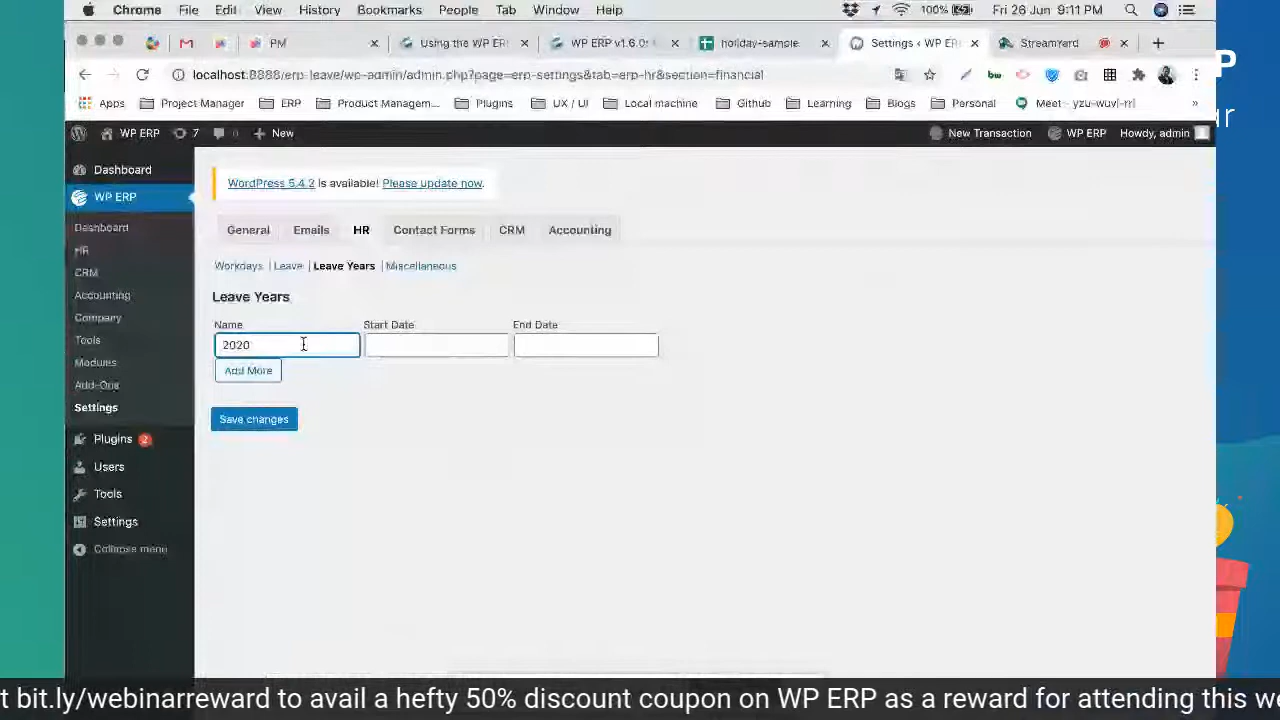 Chrome File Edit View History Bookmarks People Tab Window Help 100% Fri 26 Jun 9:11 PM
PM Using the WP ER WP ERP v1.6.0 holiday-sample Settings ‹ WP ER StreamYard
localhost:8888/erp-leave/wp-admin/admin.php?page=erp-settings&tab=erp-hr&section=financial
Apps Project Manager ERP Product Managem... Plugins UX / UI Local machine Github Learning Blogs Personal Meet - yzu-wuvi-rrj »
WP ERP 7 0 New New Transaction WP ERP Howdy, admin
P
ur
Dashboard
WP ERP
Dashboard
HR
CRM
Accounting
Company
Tools
Modules
Add-Ons
Settings
Plugins 2
Users
Tools
Settings
Collapse menu
WordPress 5.4.2 is available! Please update now.
General Emails HR Contact Forms CRM Accounting
Workdays | Leave | Leave Years | Miscellaneous
Leave Years
Name Start Date End Date
2020
Add More
Save changes
t bit.ly/webinarreward to avail a hefty 50% discount coupon on WP ERP as a reward for attending this we